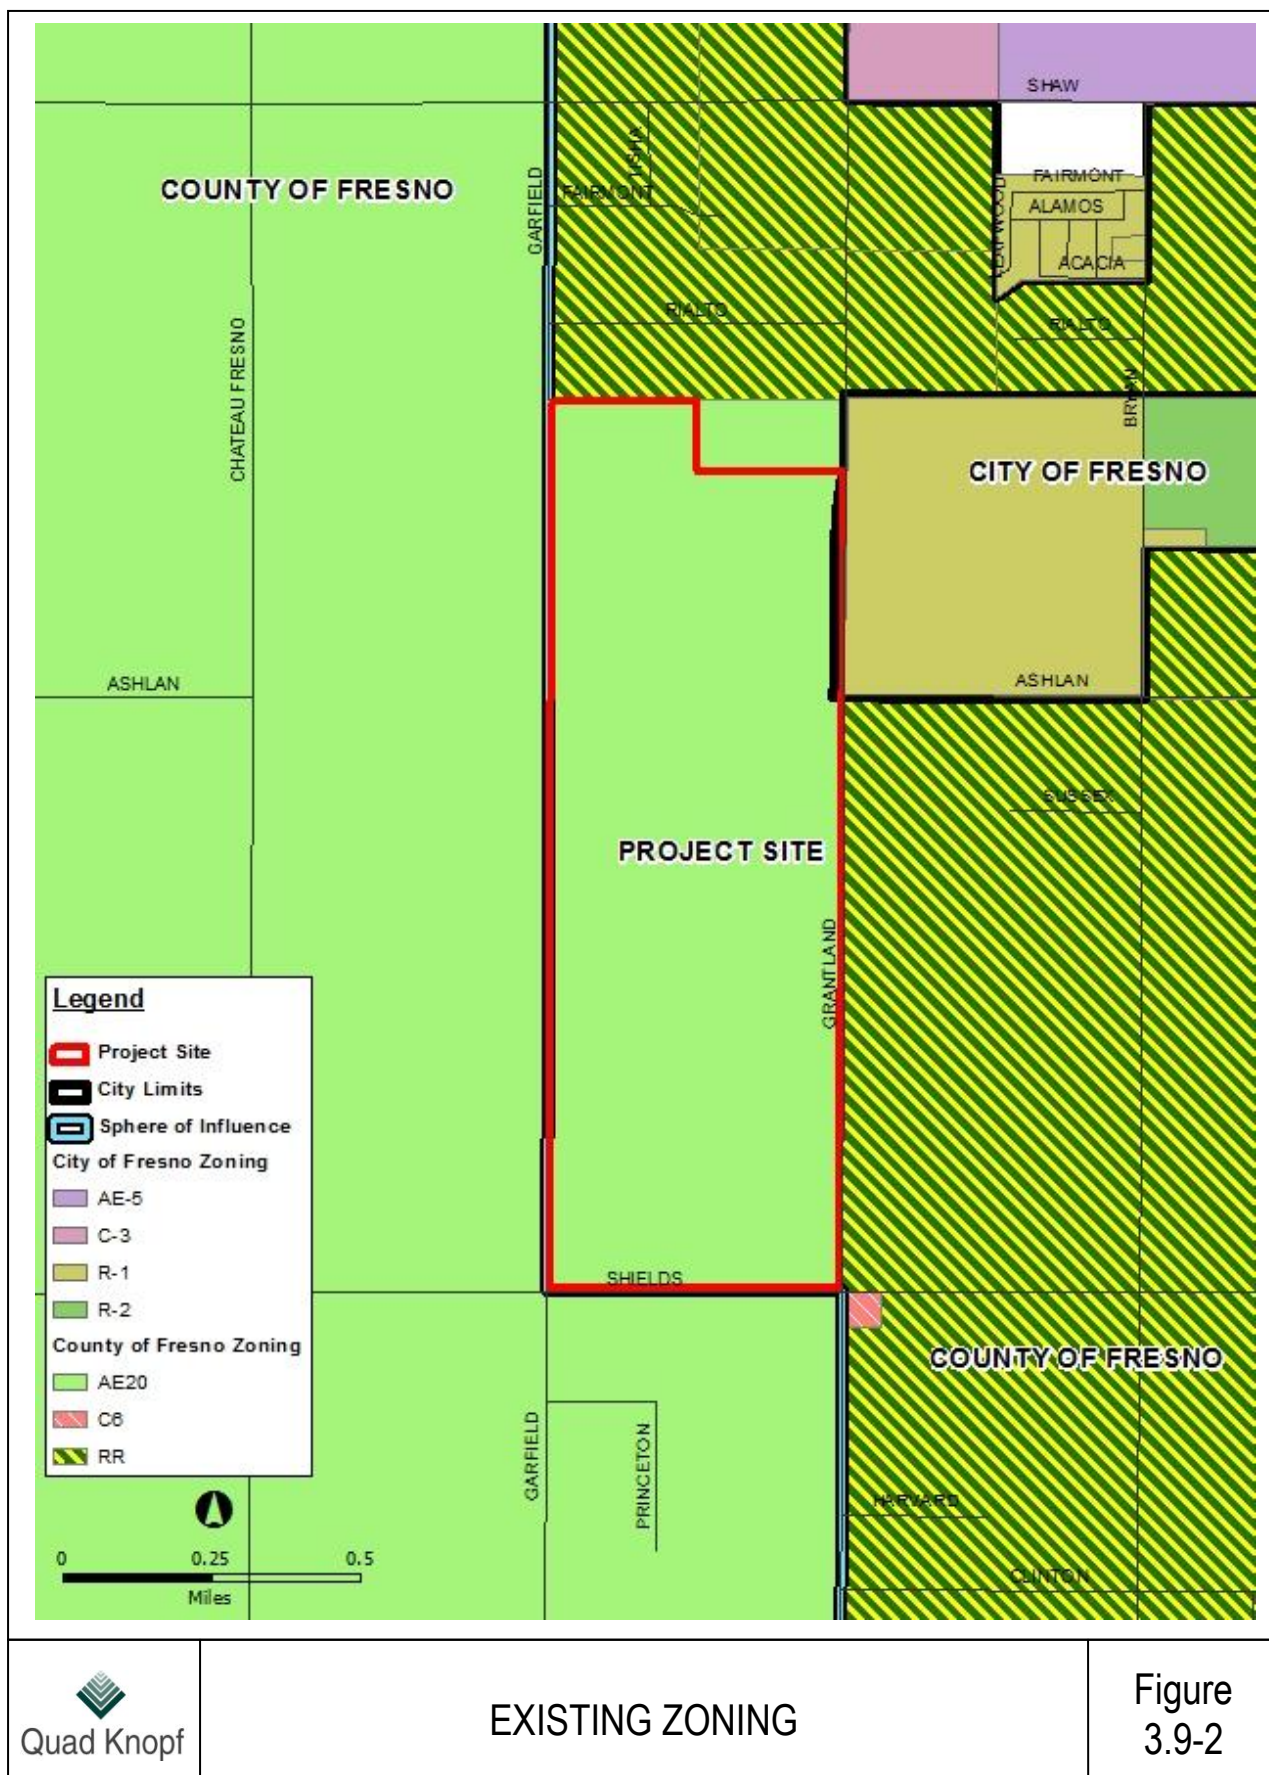 SHAW
COUNTY OF FRESNO
GARFIELD
TISHA
FAIRMONT
FAIRMONT
ALAMOS
LEAFWOOD
ACACIA
RIALTO
RIALTO
CHATEAU FRESNO
BRYAN
CITY OF FRESNO
ASHLAN
ASHLAN
SUSSEX
PROJECT SITE
GRANTLAND
Legend
Project Site
City Limits
Sphere of Influence
City of Fresno Zoning
AE-5
C-3
R-1
R-2
County of Fresno Zoning
AE20
C6
RR
SHIELDS
COUNTY OF FRESNO
GARFIELD
PRINCETON
HARVARD
CLINTON
0 0.25 0.5
Miles
Quad Knopf
EXISTING ZONING
Figure
3.9-2